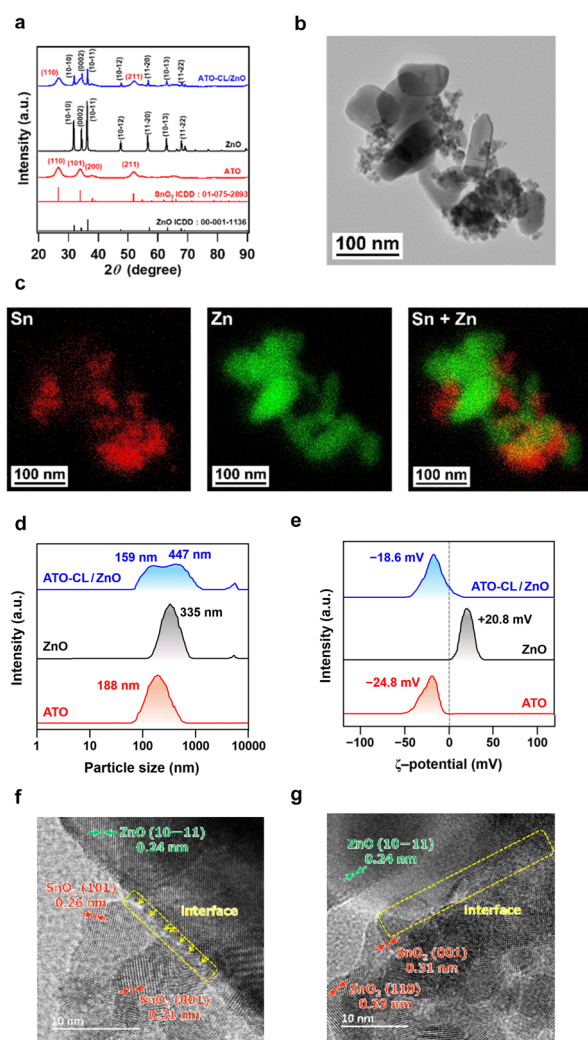 a
(110)
(10-10)
(0002)
(10-11)
(10-12)
(211)
(11-20)
(10-13)
(11-22)
ATO-CL/ZnO
(10-10)
(0002)
(10-11)
(10-12)
(11-20)
(10-13)
(11-22)
ZnO
(110)
(101)
(200)
(211)
ATO
SnO2 ICDD : 01-075-2893
ZnO ICDD : 00-001-1136
Intensity (a.u.)
20 30 40 50 60 70 80 90
2θ (degree)
b
100 nm
c
Sn
100 nm
Zn
100 nm
Sn + Zn
100 nm
d
159 nm
447 nm
ATO-CL/ZnO
335 nm
ZnO
188 nm
ATO
Intensity (a.u.)
1 10 100 1000 10000
Particle size (nm)
e
−18.6 mV
ATO-CL/ZnO
+20.8 mV
ZnO
−24.8 mV
ATO
Intensity (a.u.)
−100 −50 0 50 100
ζ–potential (mV)
f
ZnO (10−11)
0.24 nm
SnO2 (101)
0.26 nm
Interface
SnO2 (001)
0.31 nm
10 nm
g
ZnO (10−11)
0.24 nm
Interface
SnO2 (001)
0.31 nm
SnO2 (110)
0.33 nm
10 nm